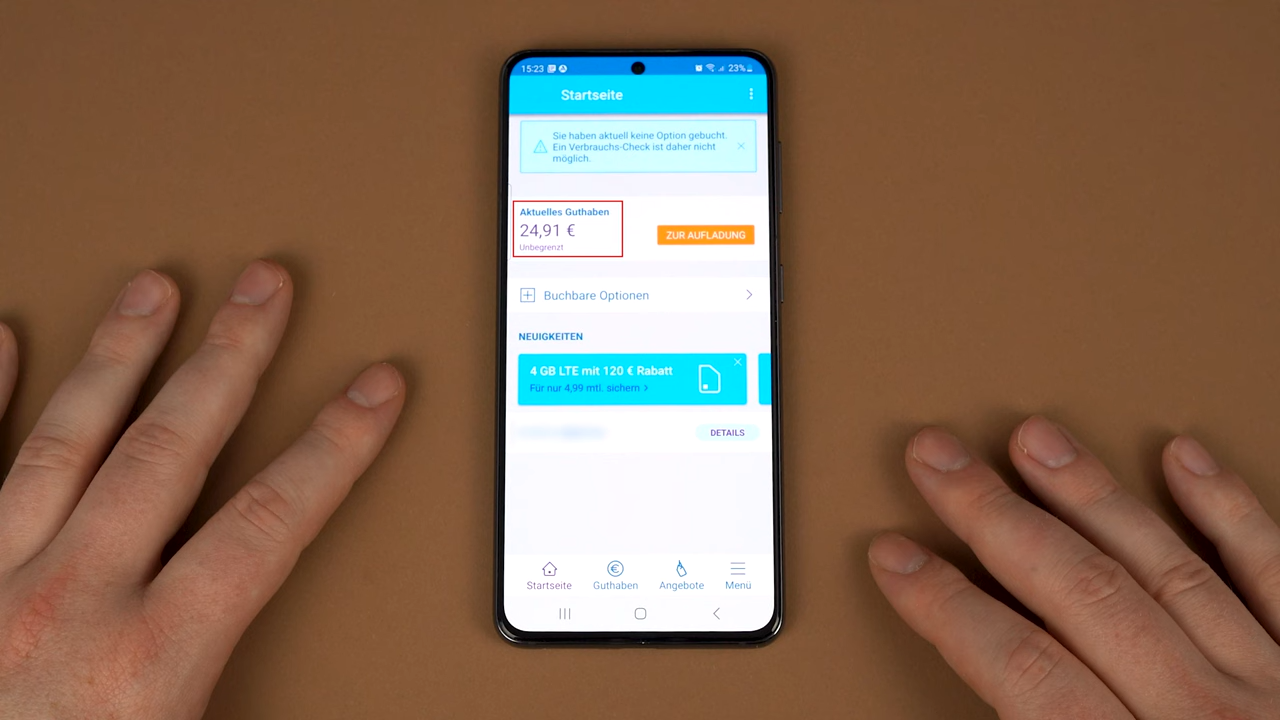 15:23
23%
Startseite
Sie haben aktuell keine Option gebucht.
Ein Verbrauchs-Check ist daher nicht
möglich.
Aktuelles Guthaben
24,91 €
Unbegrenzt
ZUR AUFLADUNG
Buchbare Optionen
NEUIGKEITEN
4 GB LTE mit 120 € Rabatt
Für nur 4,99 mtl. sichern >
DETAILS
Startseite
Guthaben
Angebote
Menü